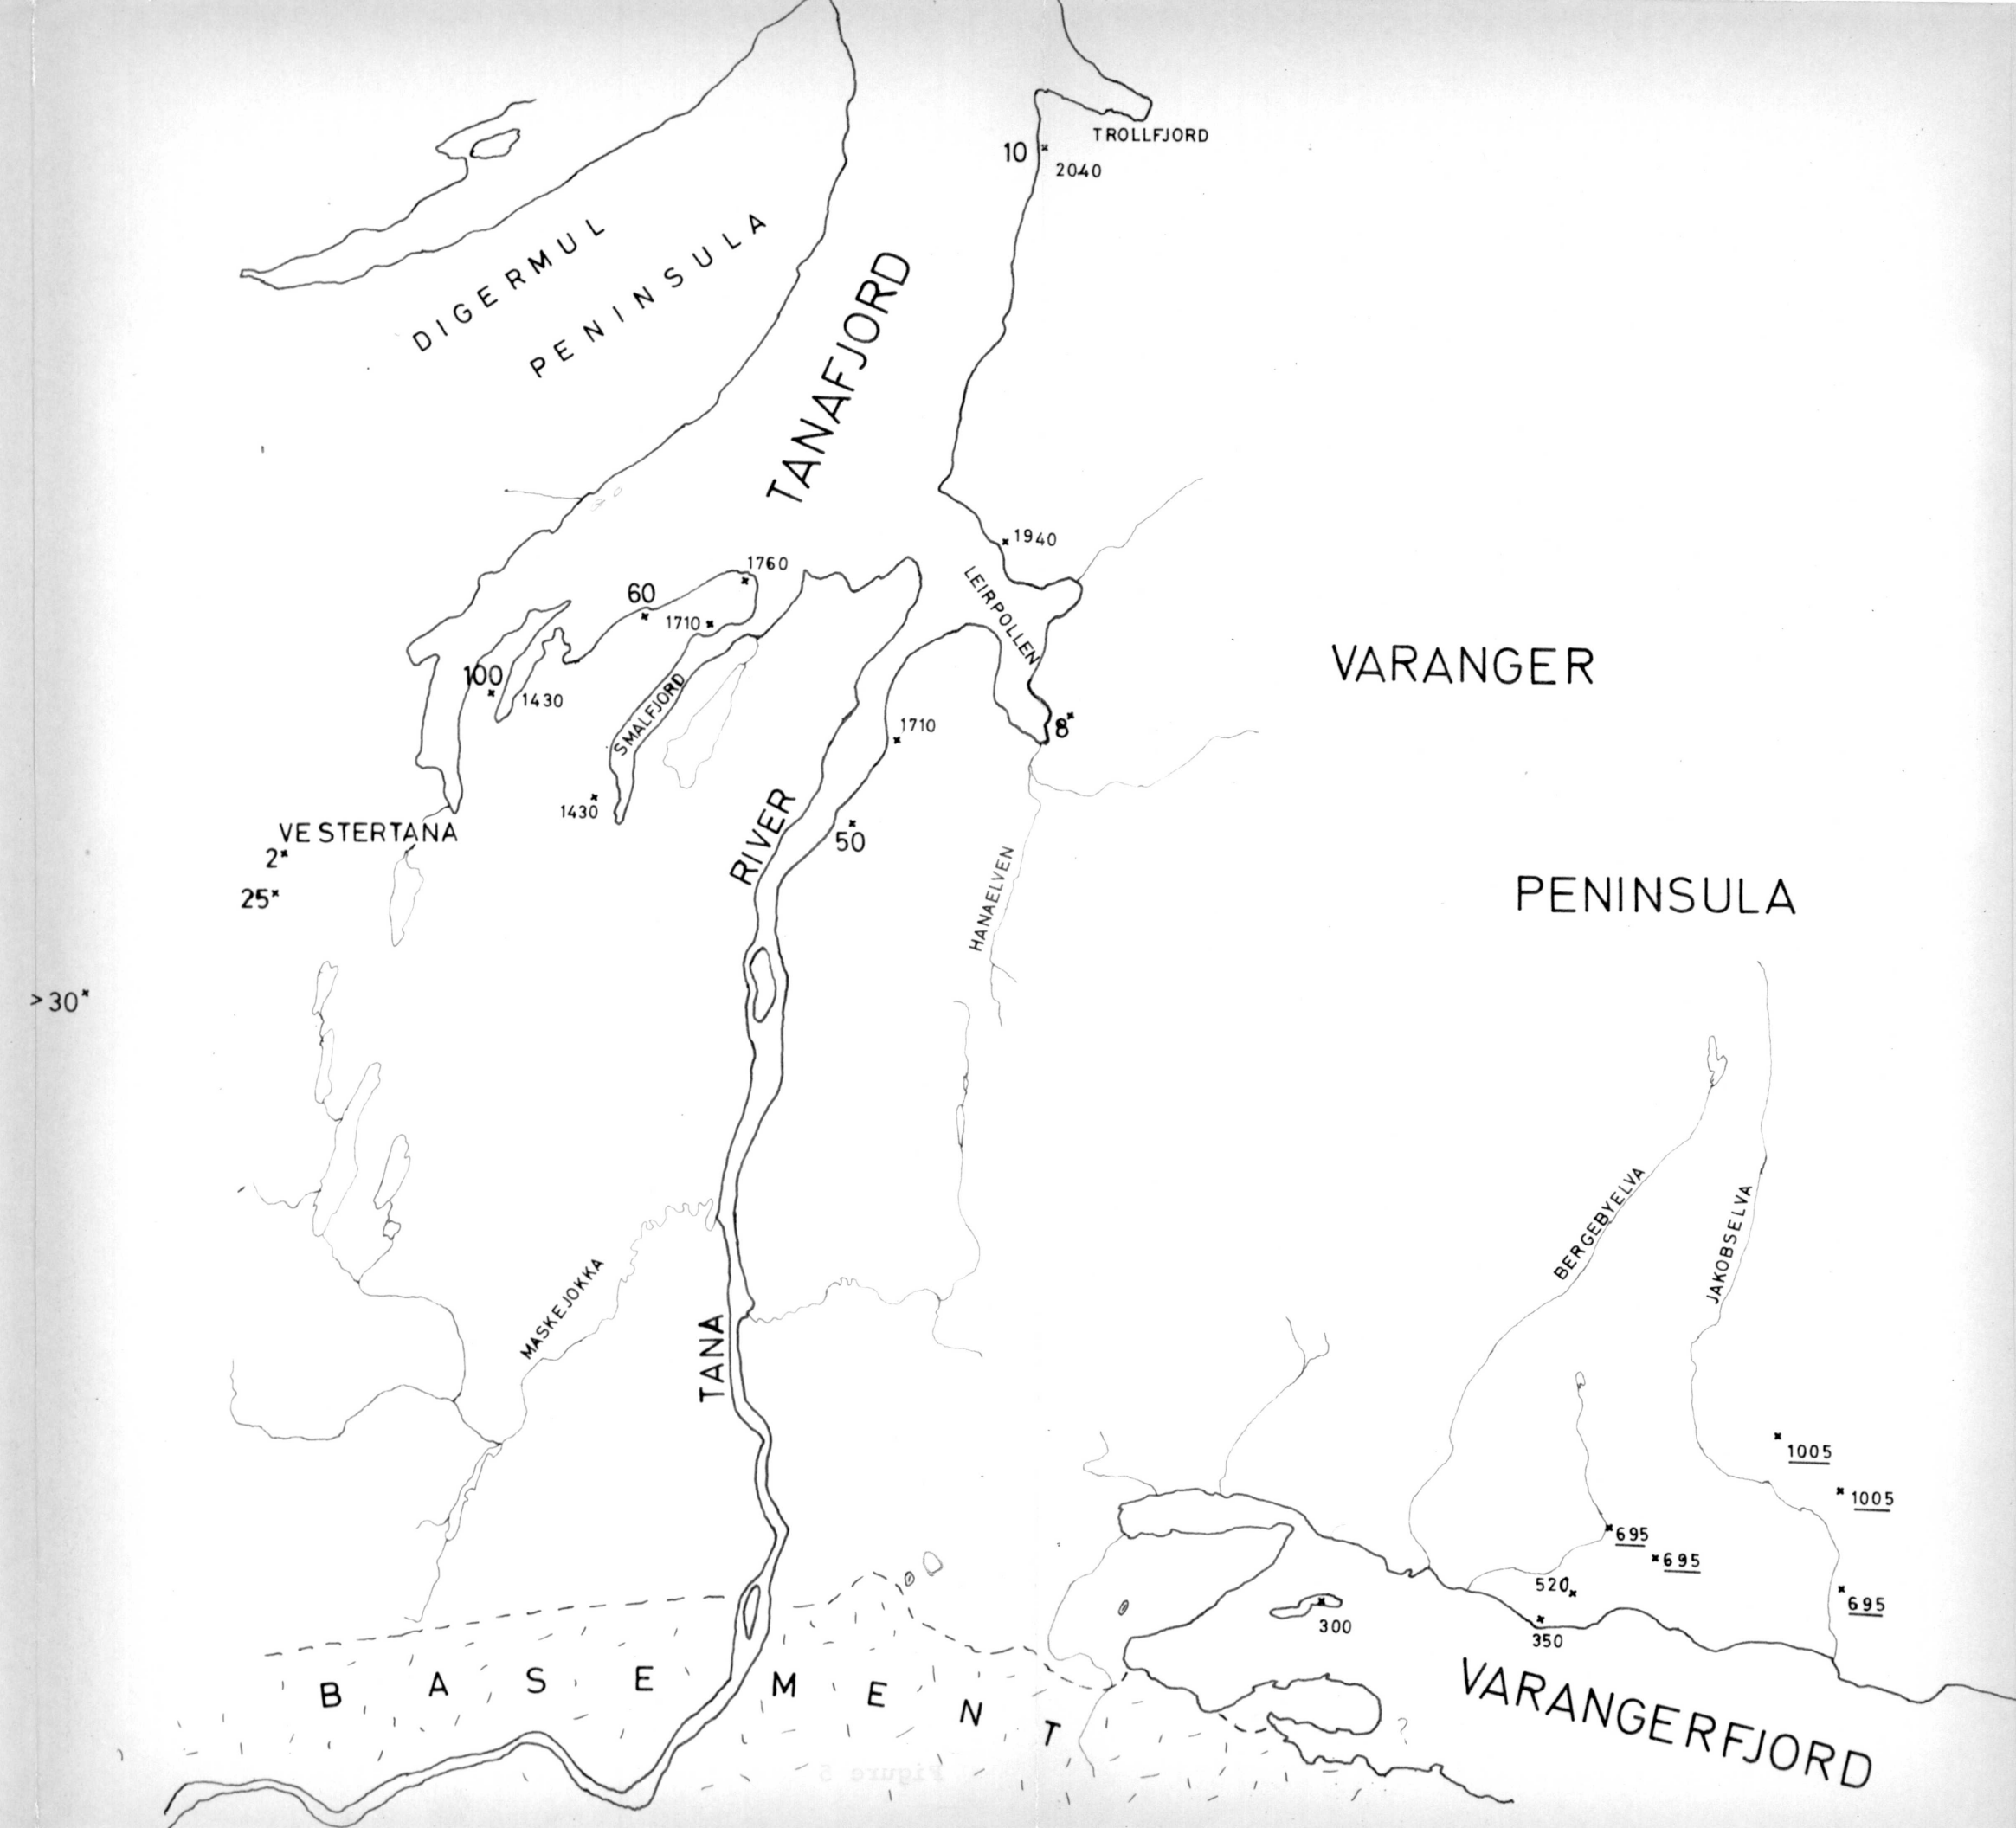 TROLLFJORD
10
2040
DIGERMUL
PENINSULA
TANAFJORD
1940
1760
60
1710
LEIRPOLLEN
100
1430
SMALFJORD
VARANGER
8
1710
1430
RIVER
VESTERTANA
2
50
25
HANAELVEN
PENINSULA
>30
BERGEBYELVA
JAKOBSELVA
MASKEJOKKA
TANA
1005
1005
695
695
520
695
300
350
BASEMENT
VARANGERFJORD
?
Figure 5